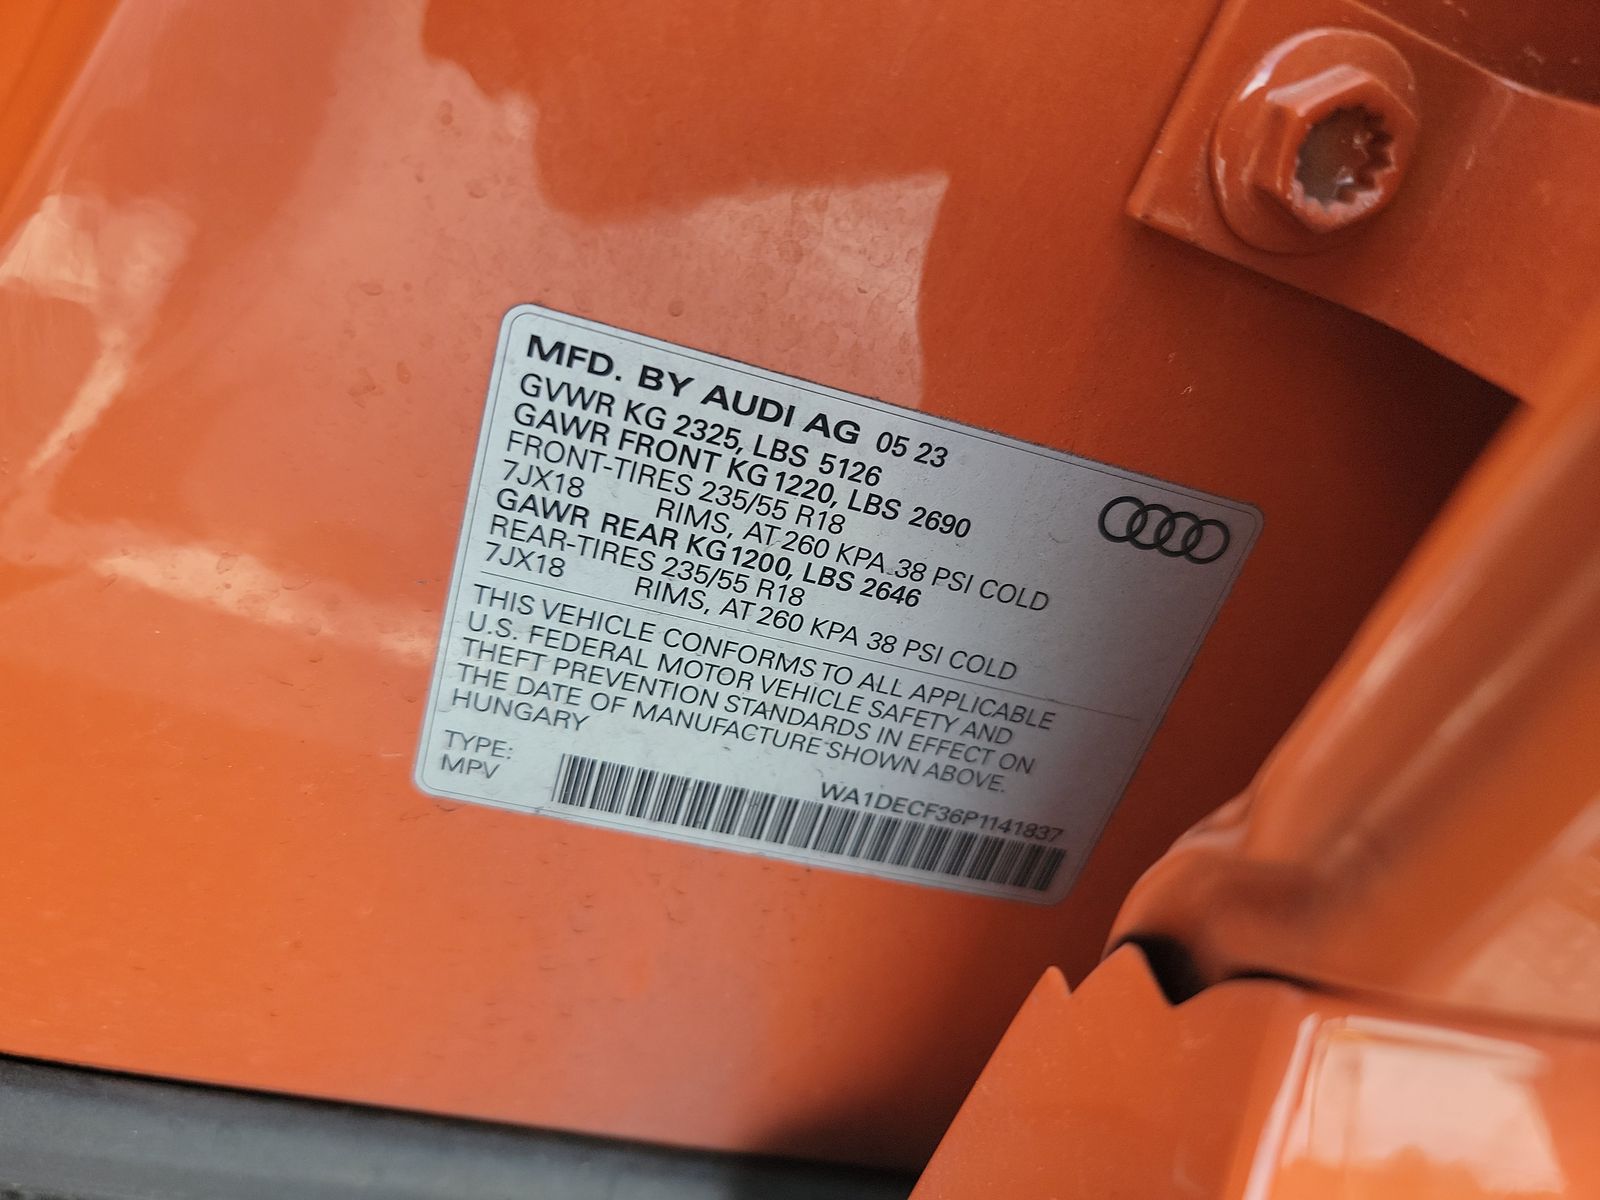 MFD. BY AUDI AG 05 23
GVWR KG 2325, LBS 5126
GAWR FRONT KG 1220, LBS 2690
FRONT-TIRES 235/55 R18
7JX18 RIMS, AT 260 KPA 38 PSI COLD
GAWR REAR KG 1200, LBS 2646
REAR-TIRES 235/55 R18
7JX18 RIMS, AT 260 KPA 38 PSI COLD
THIS VEHICLE CONFORMS TO ALL APPLICABLE
U.S. FEDERAL MOTOR VEHICLE SAFETY AND
THEFT PREVENTION STANDARDS IN EFFECT ON
THE DATE OF MANUFACTURE SHOWN ABOVE.
HUNGARY
WA1DECF36P1141837
TYPE:
MPV